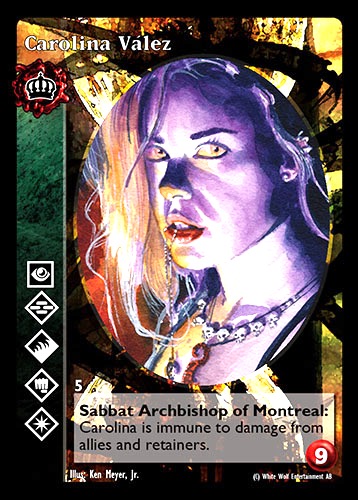 Carolina Vález
5
Sabbat Archbishop of Montreal:
Carolina is immune to damage from
allies and retainers.
9
Illus: Ken Meyer, Jr.
(C) White Wolf Entertainment AB